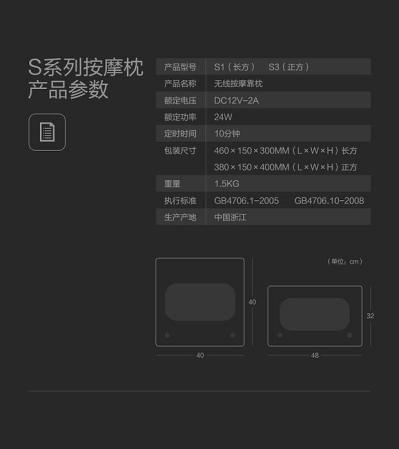 S系列按摩枕
产品参数
产品型号 S1（长方） S3（正方）
产品名称 无线按摩靠枕
额定电压 DC12V-2A
额定功率 24W
定时时间 10分钟
包装尺寸 460×150×300MM（L×W×H）长方
380×150×400MM（L×W×H）正方
重量 1.5KG
执行标准 GB4706.1-2005 GB4706.10-2008
生产产地 中国浙江
（单位：cm）
40
32
40
48